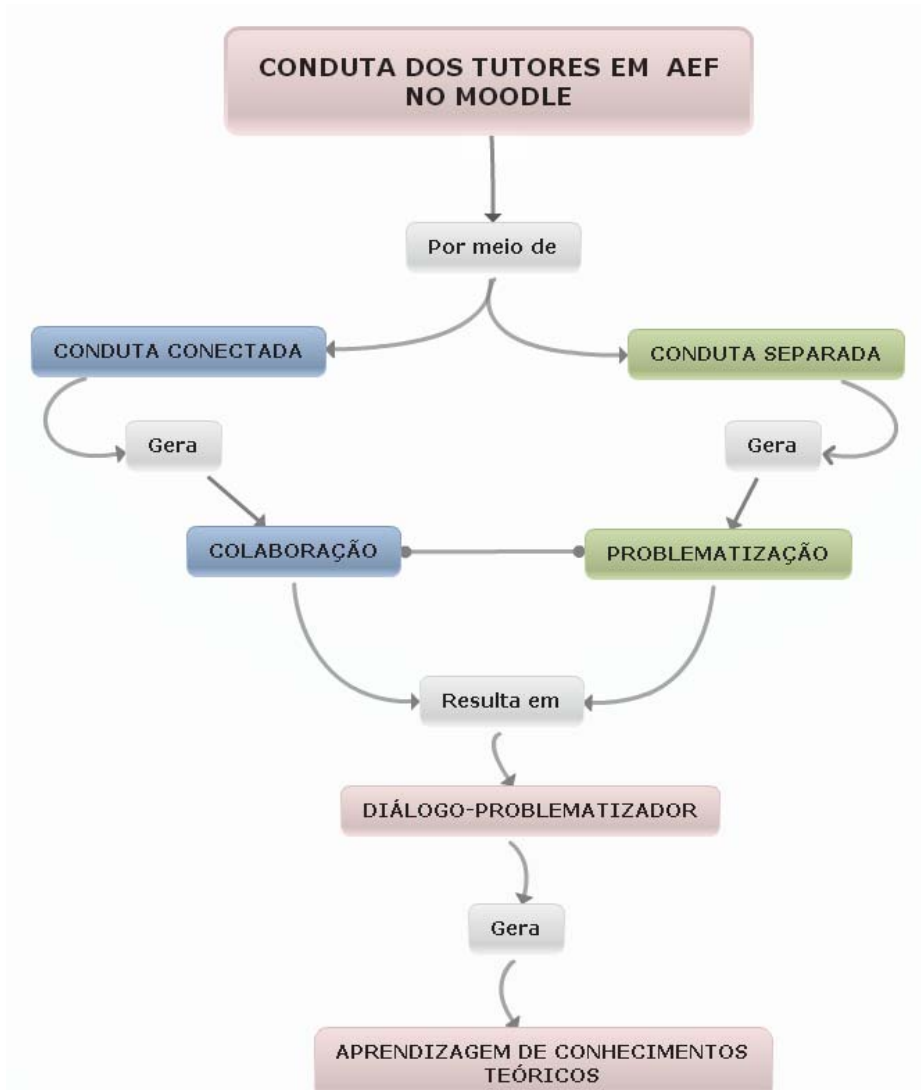 CONDUTA DOS TUTORES EM AEF
NO MOODLE
Por meio de
CONDUTA CONECTADA
CONDUTA SEPARADA
Gera
Gera
COLABORAÇÃO
PROBLEMATIZAÇÃO
Resulta em
DIÁLOGO-PROBLEMATIZADOR
Gera
APRENDIZAGEM DE CONHECIMENTOS
TEÓRICOS